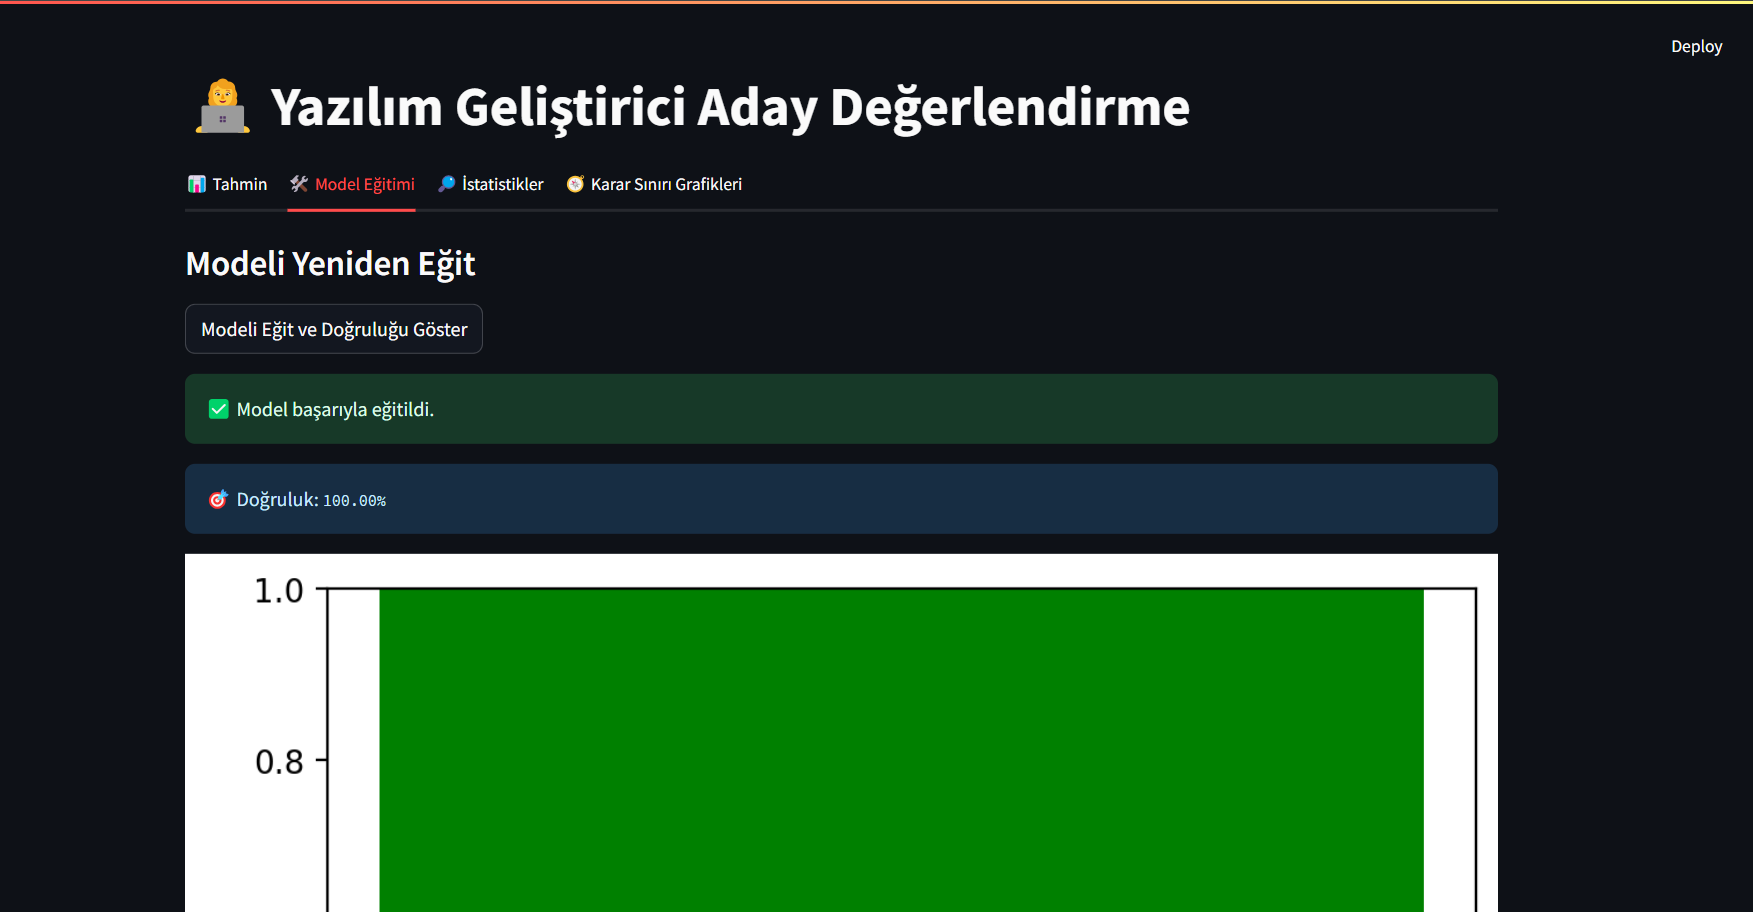 Deploy
Yazılım Geliştirici Aday Değerlendirme
Tahmin Model Eğitimi İstatistikler Karar Sınırı Grafikleri
Modeli Yeniden Eğit
Modeli Eğit ve Doğruluğu Göster
Model başarıyla eğitildi.
Doğruluk: 100.00%
1.0
0.8